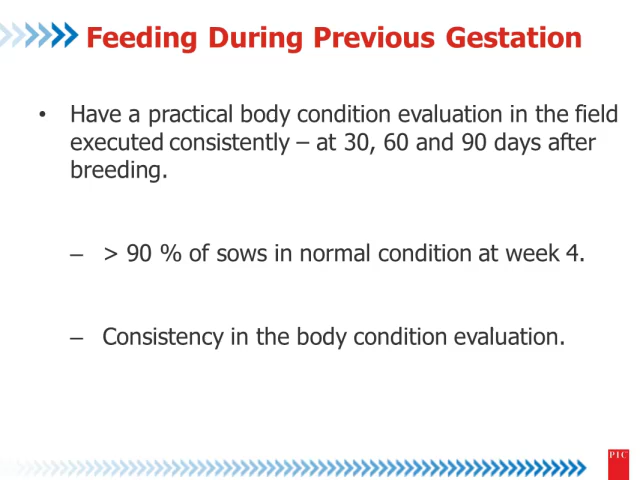 Feeding During Previous Gestation
• Have a practical body condition evaluation in the field
executed consistently – at 30, 60 and 90 days after
breeding.
– > 90 % of sows in normal condition at week 4.
– Consistency in the body condition evaluation.
PIC